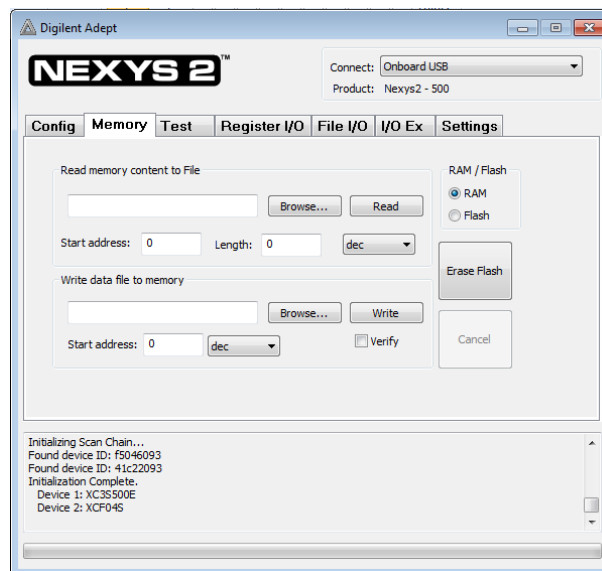 Digilent Adept
NEXYS 2™
Connect: Onboard USB
Product: Nexys2 - 500
Config Memory Test Register I/O File I/O I/O Ex Settings
Read memory content to File
Browse... Read
Start address: 0 Length: 0 dec
RAM / Flash
RAM
Flash
Erase Flash
Write data file to memory
Browse... Write
Start address: 0 dec Verify
Cancel
Initializing Scan Chain...
Found device ID: f5046093
Found device ID: 41c22093
Initialization Complete.
Device 1: XC3S500E
Device 2: XCF04S